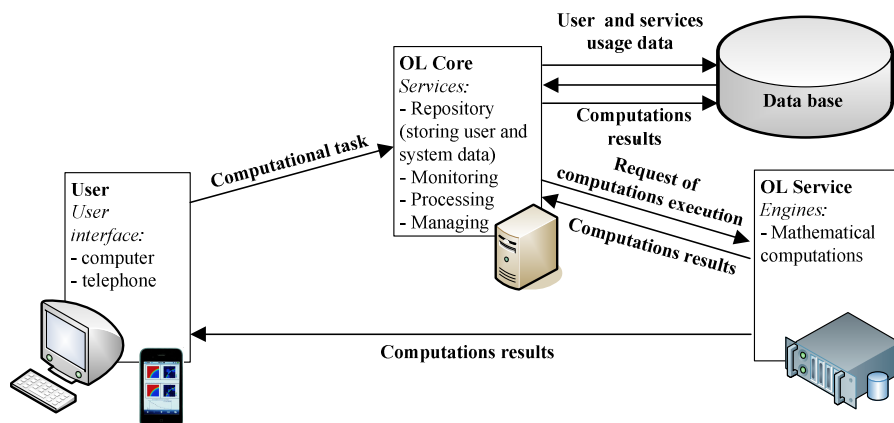 User and services
usage data
Data base
Computations
results
OL Core
Services:
- Repository
(storing user and
system data)
- Monitoring
- Processing
- Managing
Computational task
Request of
computations execution
Computations results
User
User
interface:
- computer
- telephone
OL Service
Engines:
- Mathematical
computations
Computations results